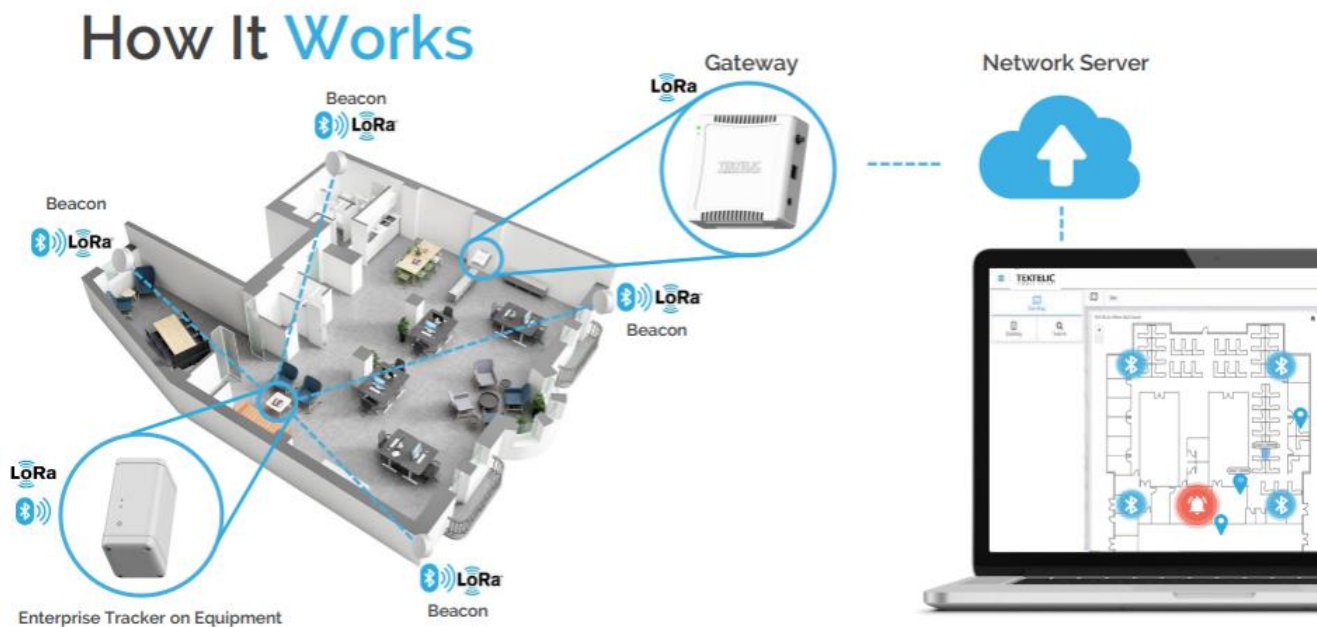 How It Works
Gateway
Network Server
LoRa
Beacon
LoRa
TEKTELIC
Beacon
LoRa
LoRa
Beacon
TEKTELIC
LoRa
LoRa
Beacon
Enterprise Tracker on Equipment